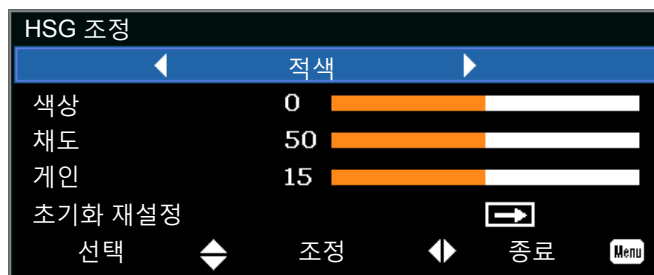 HSG 조정
적색
색상 0
채도 50
게인 15
초기화 재설정
선택 조정 종료 Menu